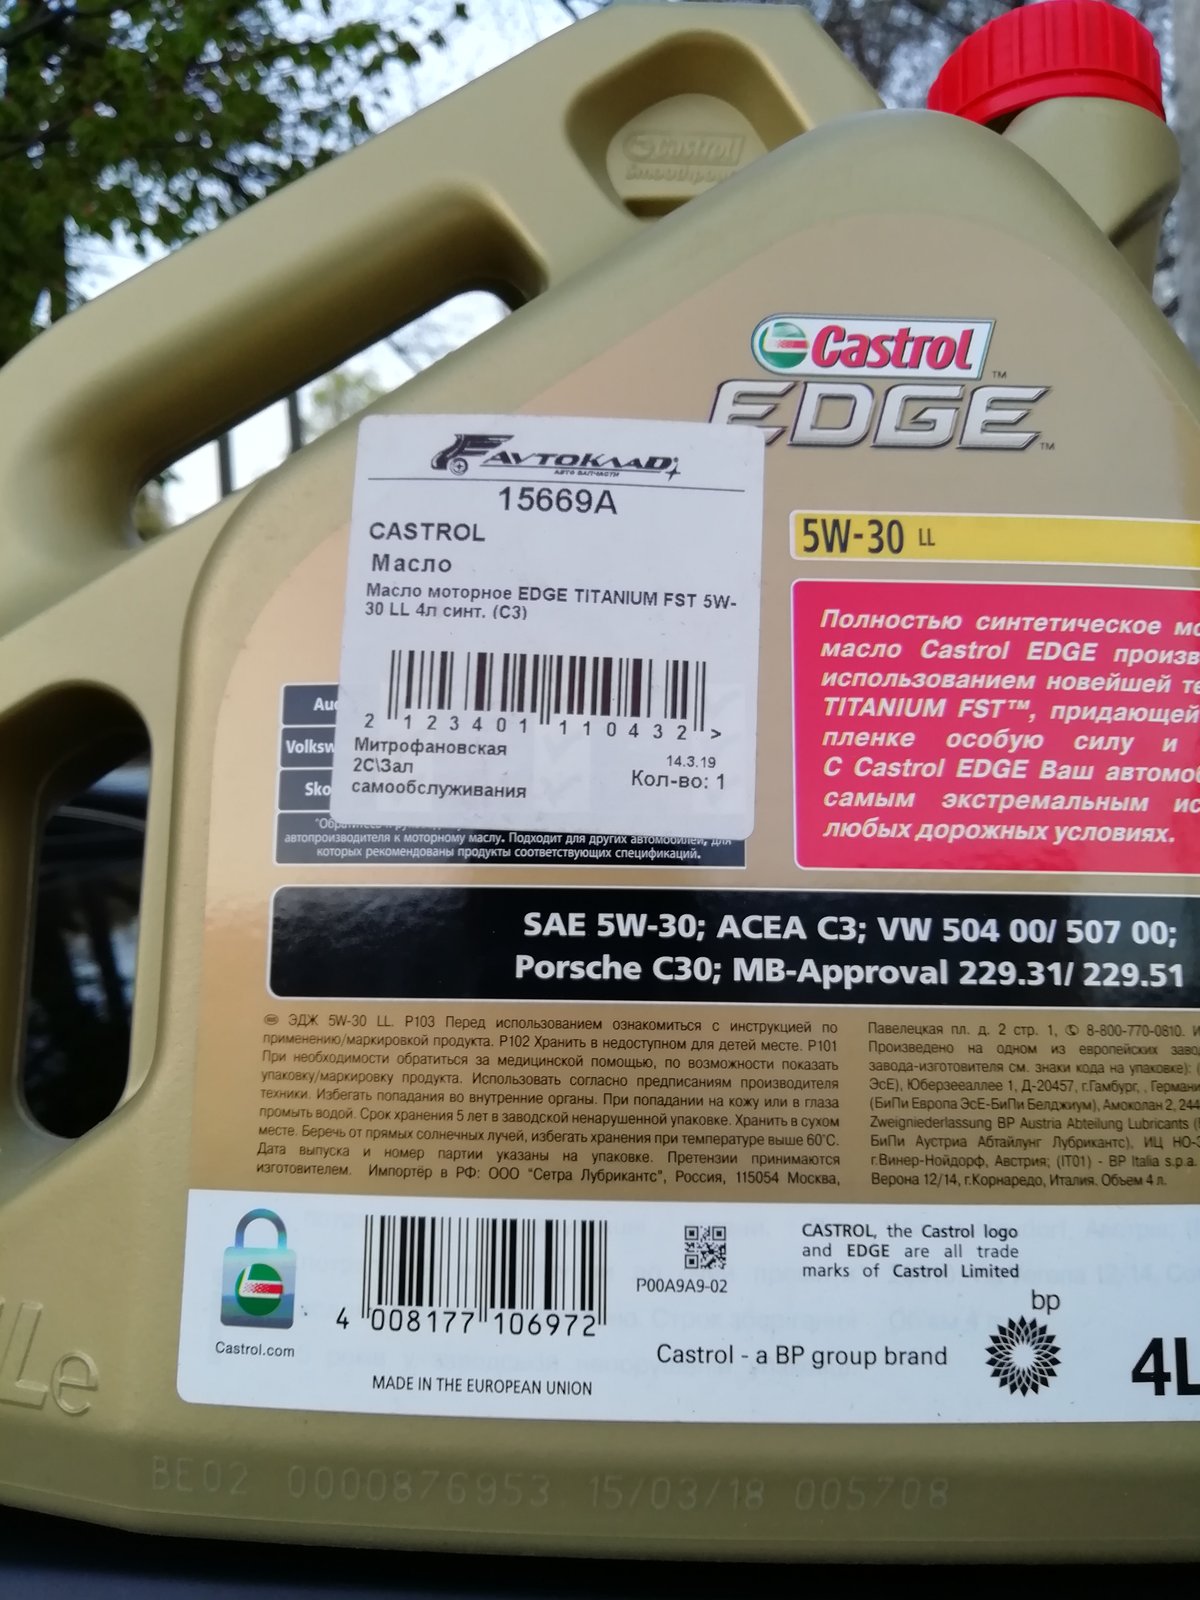 Castrol
Castrol
EDGE
™
™
AVTOКЛАD
АВТО ЗАПЧАСТИ
15669A
CASTROL
Масло
Масло моторное EDGE TITANIUM FST 5W-
30 LL 4л синт. (C3)
2 123401 110432 >
Митрофановская
2С\Зал
самообслуживания
14.3.19
Кол-во: 1
5W-30 LL
Полностью синтетическое
масло Castrol EDGE
использованием новейшей
TITANIUM FST™, придающей
пленке особую силу и
С Castrol EDGE Ваш
самым экстремальным
любых дорожных условиях.
автопроизводителя к моторному маслу. Подходит для других автомобилей, для
которых рекомендованы продукты соответствующих спецификаций.
SAE 5W-30; ACEA C3; VW 504 00/ 507 00;
Porsche C30; MB-Approval 229.31/ 229.51
ЭДЖ 5W-30 LL. P103 Перед использованием ознакомиться с инструкцией по
применению/маркировкой продукта. P102 Хранить в недоступном для детей месте. P101
При необходимости обратиться за медицинской помощью, по возможности показать
упаковку/маркировку продукта. Использовать согласно предписаниям производителя
техники. Избегать попадания во внутренние органы. При попадании на кожу или в глаза
промыть водой. Срок хранения 5 лет в заводской ненарушенной упаковке. Хранить в сухом
месте. Беречь от прямых солнечных лучей, избегать хранения при температуре выше 60°C.
Дата выпуска и номер партии указаны на упаковке. Претензии принимаются
изготовителем. Импортёр в РФ: ООО "Сетра Лубрикантс", Россия, 115054 Москва,
Павелецкая пл. д. 2 стр. 1, 8-800-770-0810.
Произведено на одном из европейских
завода-изготовителя см. знаки кода на упаковке):
ЭсЕ), Юберзееаллее 1, Д-20457, г.Гамбург, , Германи
(БиПи Европа ЭсЕ-БиПи Белджиум), Амоколан 2,
Zweigniederlassung BP Austria Abteilung Lubricants
БиПи Аустриа Абтайлунг Лубрикантс), ИЦ
г.Винер-Нойдорф, Австрия; (IT01) - BP Italia s.p.a.
Верона 12/14, г.Корнаредо, Италия. Объем 4 л.
Castrol.com
4 008177 106972
MADE IN THE EUROPEAN UNION
P00A9A9-02
CASTROL, the Castrol logo
and EDGE are all trade
marks of Castrol Limited
bp
Castrol - a BP group brand
4L
BE02 0000876953 15/03/18 005708